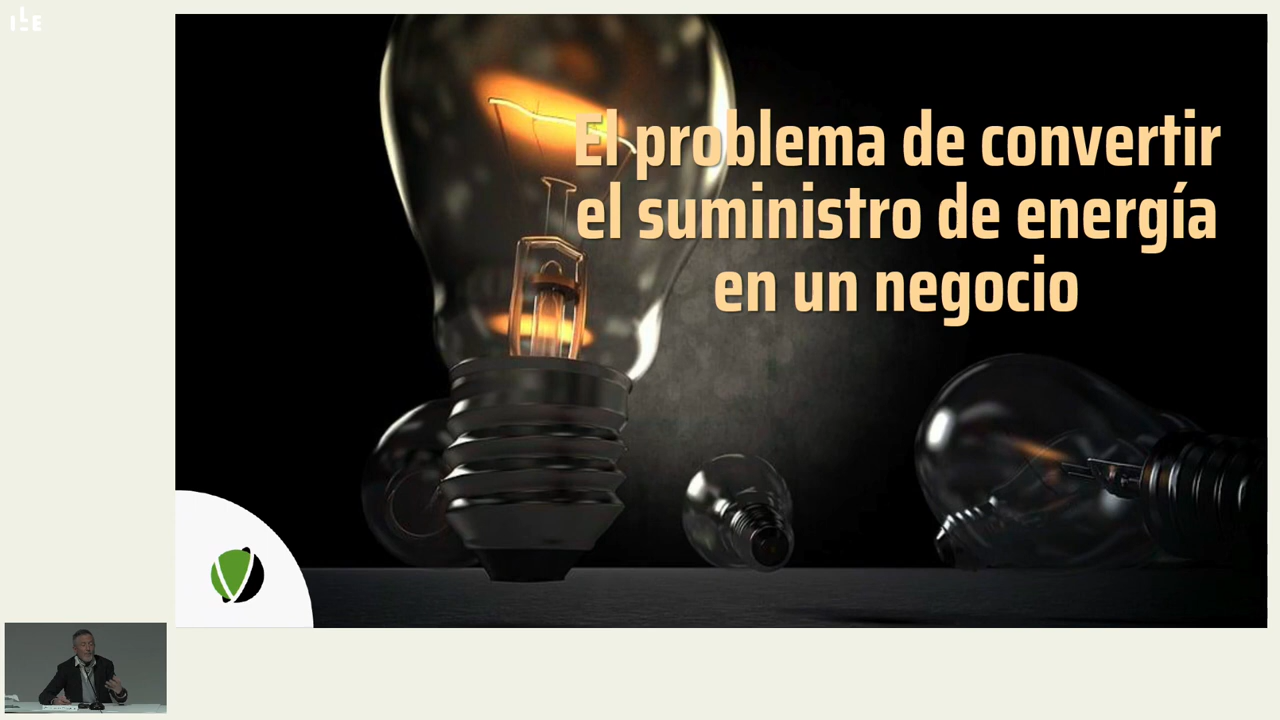 El problema de convertir
el suministro de energía
en un negocio